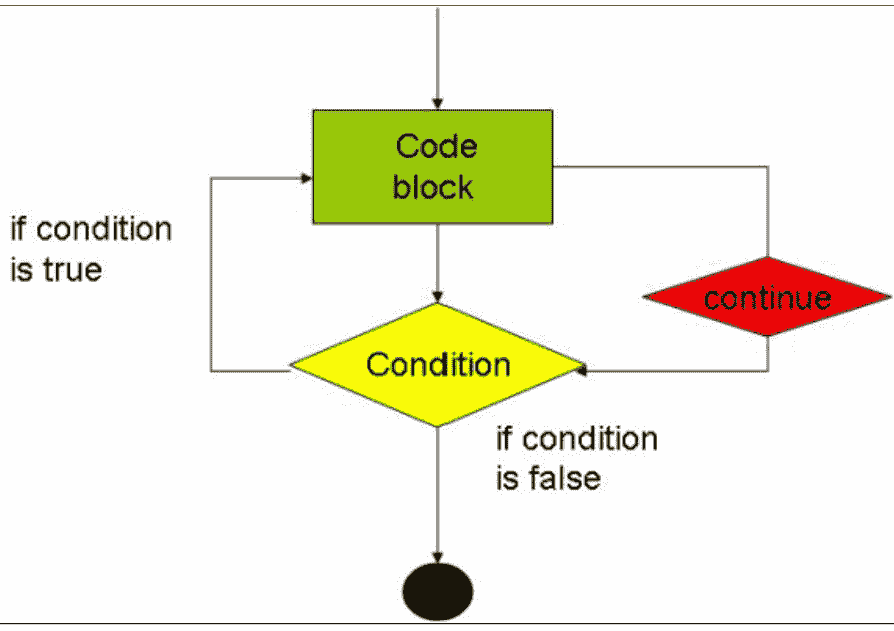 Code
block
if condition
is true
continue
Condition
if condition
is false